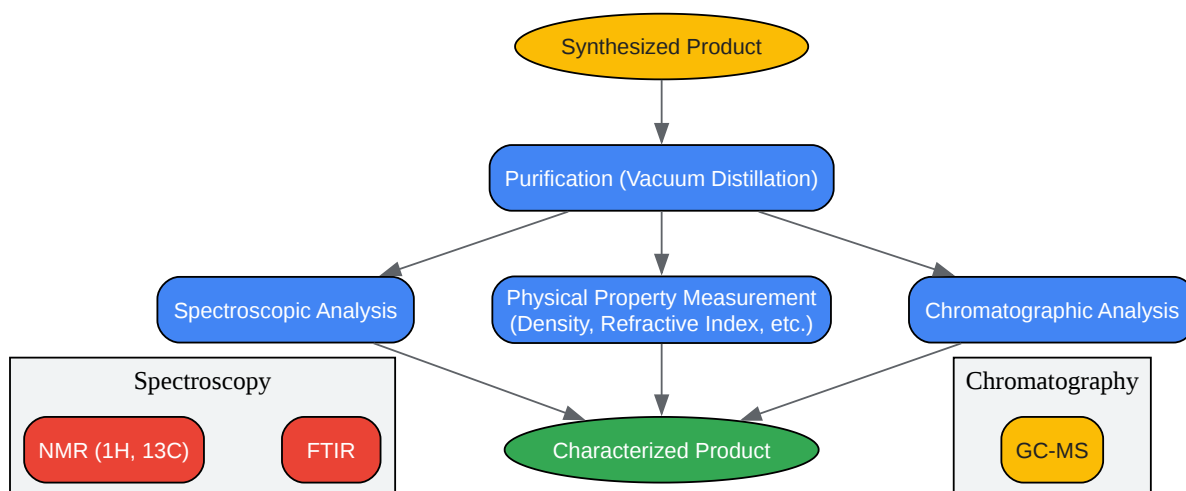 Synthesized Product
Purification (Vacuum Distillation)
Spectroscopic Analysis
Physical Property Measurement
(Density, Refractive Index, etc.)
Chromatographic Analysis
Spectroscopy
NMR (1H, 13C)
FTIR
Characterized Product
Chromatography
GC-MS